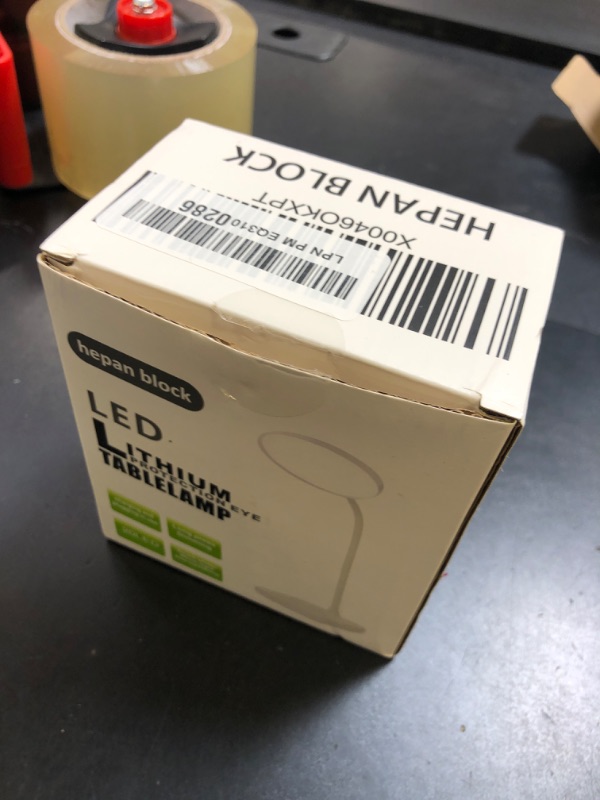 HEPAN BLOCK
X0046OKXPT
LPN PM EQ3100286
hepan block
LED
LITHIUM
PROTECTION EYE
TABLELAMP